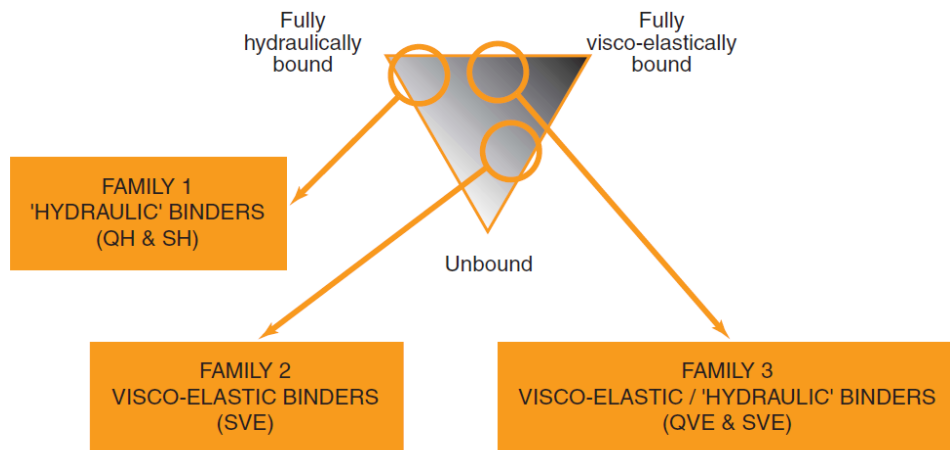 Fully
hydraulically
bound
Fully
visco-elastically
bound
Unbound
FAMILY 1
'HYDRAULIC' BINDERS
(QH & SH)
FAMILY 2
VISCO-ELASTIC BINDERS
(SVE)
FAMILY 3
VISCO-ELASTIC / 'HYDRAULIC' BINDERS
(QVE & SVE)